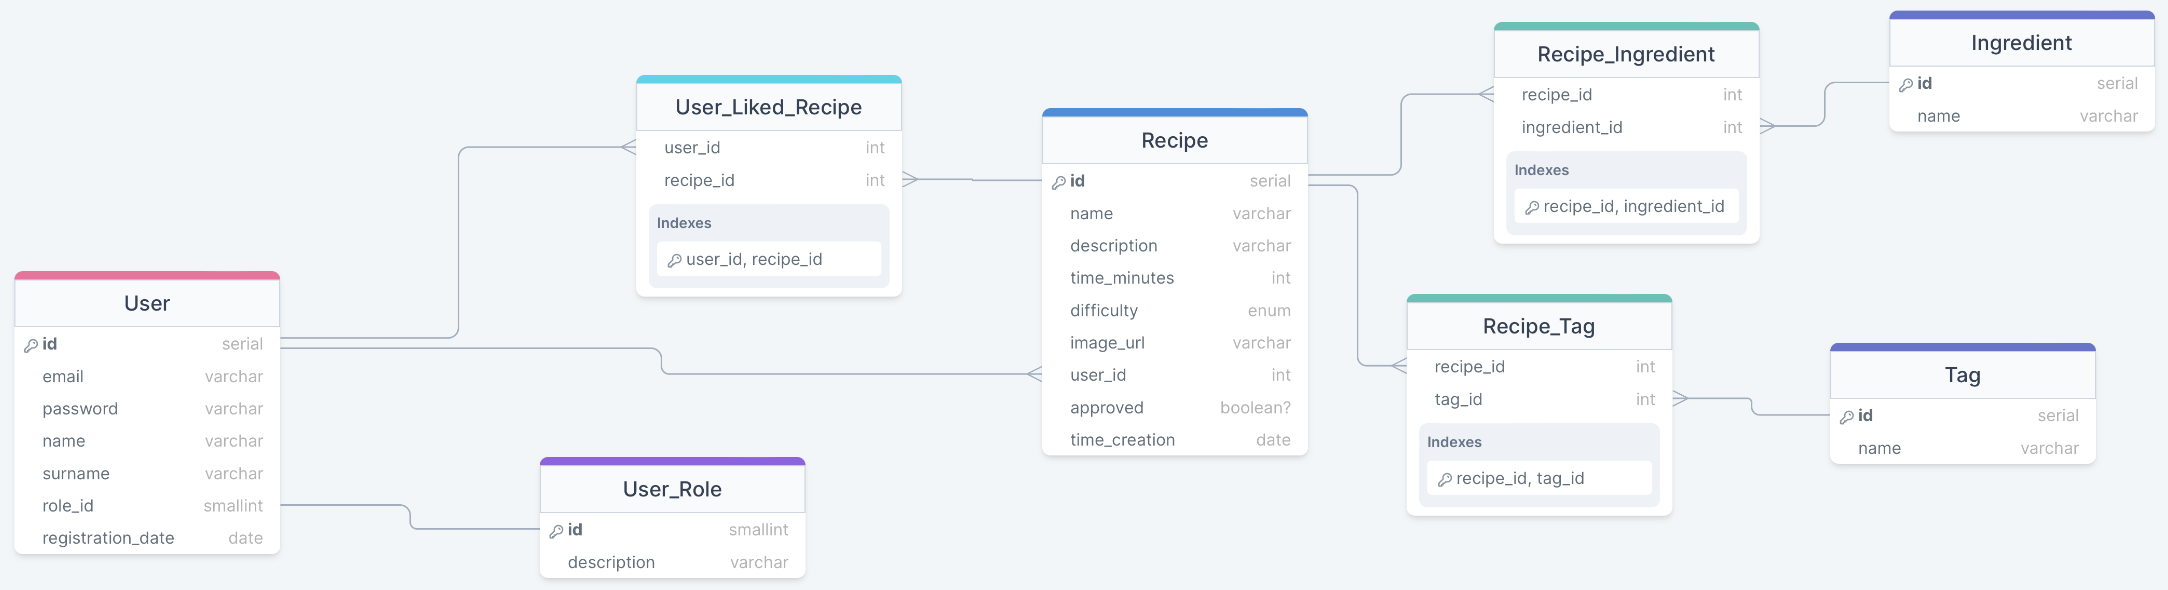 User
id serial
email varchar
password varchar
name varchar
surname varchar
role_id smallint
registration_date date
User_Liked_Recipe
user_id int
recipe_id int
Indexes
user_id, recipe_id
User_Role
id smallint
description varchar
Recipe
id serial
name varchar
description varchar
time_minutes int
difficulty enum
image_url varchar
user_id int
approved boolean?
time_creation date
Recipe_Ingredient
recipe_id int
ingredient_id int
Indexes
recipe_id, ingredient_id
Recipe_Tag
recipe_id int
tag_id int
Indexes
recipe_id, tag_id
Ingredient
id serial
name varchar
Tag
id serial
name varchar